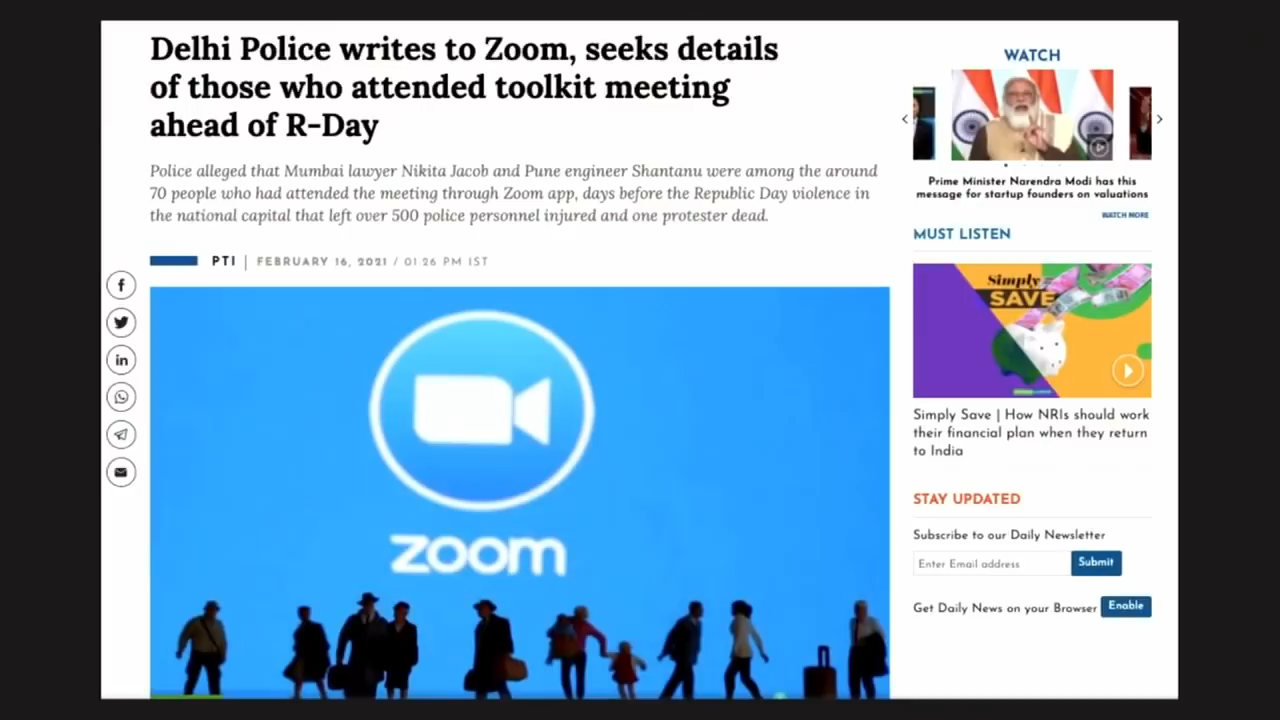 Delhi Police writes to Zoom, seeks details
of those who attended toolkit meeting
ahead of R-Day
Police alleged that Mumbai lawyer Nikita Jacob and Pune engineer Shantanu were among the around
70 people who had attended the meeting through Zoom app, days before the Republic Day violence in
the national capital that left over 500 police personnel injured and one protester dead.
PTI | FEBRUARY 16, 2021 / 01:26 PM IST
zoom
WATCH
Prime Minister Narendra Modi has this
message for startup founders on valuations
WATCH MORE
MUST LISTEN
Simply
SAVE
Simply Save | How NRIs should work
their financial plan when they return
to India
STAY UPDATED
Subscribe to our Daily Newsletter
Enter Email address
Submit
Get Daily News on your Browser
Enable